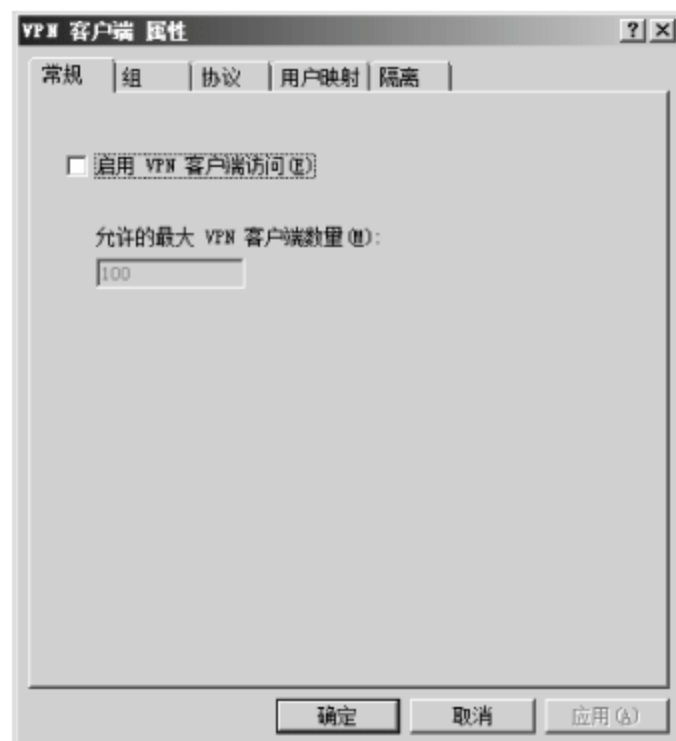 VPN 客户端 属性
常规 组 协议 用户映射 隔离
启用 VPN 客户端访问(E)
允许的最大 VPN 客户端数量(M):
100
确定 取消 应用(A)